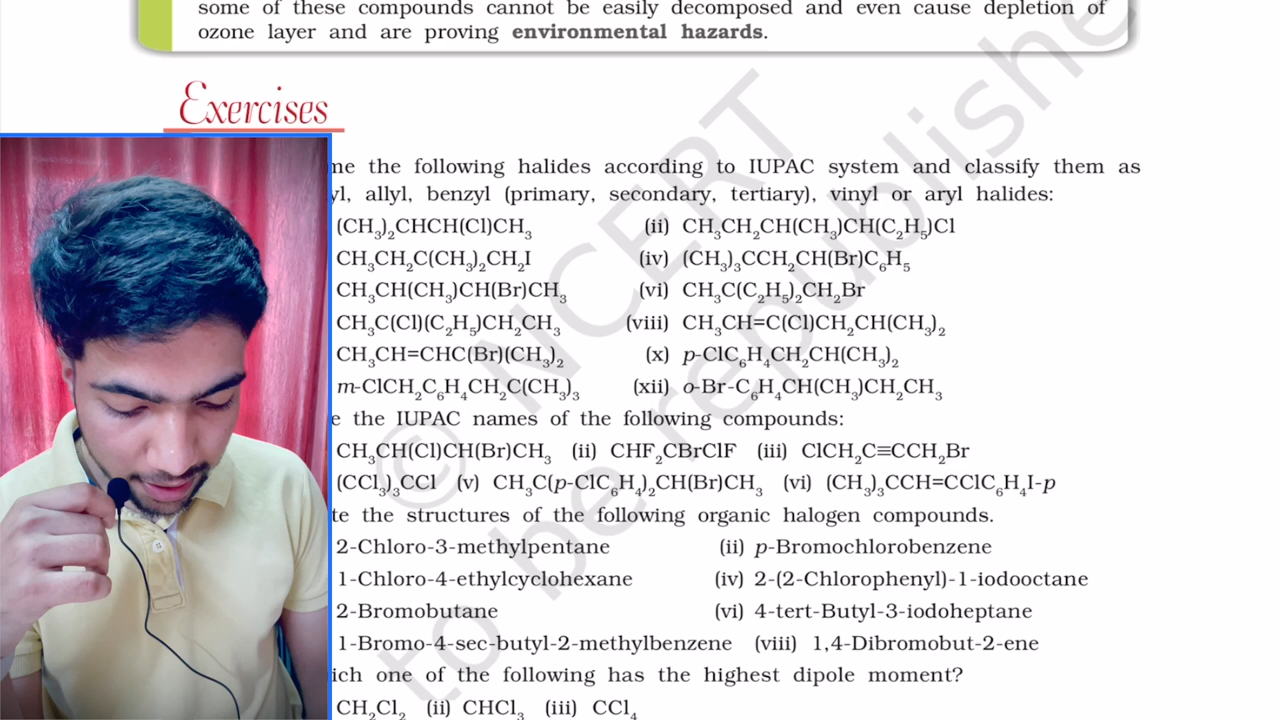 some of these compounds cannot be easily decomposed and even cause depletion of
ozone layer and are proving environmental hazards.
Exercises
me the following halides according to IUPAC system and classify them as
yl, allyl, benzyl (primary, secondary, tertiary), vinyl or aryl halides:
(CH₃)₂CHCH(Cl)CH₃ (ii) CH₃CH₂CH(CH₃)CH(C₂H₅)Cl
CH₃CH₂C(CH₃)₂CH₂I (iv) (CH₃)₃CCH₂CH(Br)C₆H₅
CH₃CH(CH₃)CH(Br)CH₃ (vi) CH₃C(C₂H₅)₂CH₂Br
CH₃C(Cl)(C₂H₅)CH₂CH₃ (viii) CH₃CH=C(Cl)CH₂CH(CH₃)₂
CH₃CH=CHC(Br)(CH₃)₂ (x) p-ClC₆H₄CH₂CH(CH₃)₂
m-ClCH₂C₆H₄CH₂C(CH₃)₃ (xii) o-Br-C₆H₄CH(CH₃)CH₂CH₃
e the IUPAC names of the following compounds:
CH₃CH(Cl)CH(Br)CH₃ (ii) CHF₂CBrClF (iii) ClCH₂C≡CCH₂Br
(CCl₃)₃CCl (v) CH₃C(p-ClC₆H₄)₂CH(Br)CH₃ (vi) (CH₃)₃CCH=CClC₆H₄I-p
te the structures of the following organic halogen compounds.
2-Chloro-3-methylpentane (ii) p-Bromochlorobenzene
1-Chloro-4-ethylcyclohexane (iv) 2-(2-Chlorophenyl)-1-iodooctane
2-Bromobutane (vi) 4-tert-Butyl-3-iodoheptane
1-Bromo-4-sec-butyl-2-methylbenzene (viii) 1,4-Dibromobut-2-ene
ich one of the following has the highest dipole moment?
CH₂Cl₂ (ii) CHCl₃ (iii) CCl₄
© NCERT
to be republishe